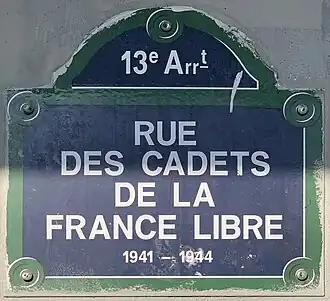 13e Arrt
RUE
DES CADETS
DE LA
FRANCE LIBRE
1941 – 1944